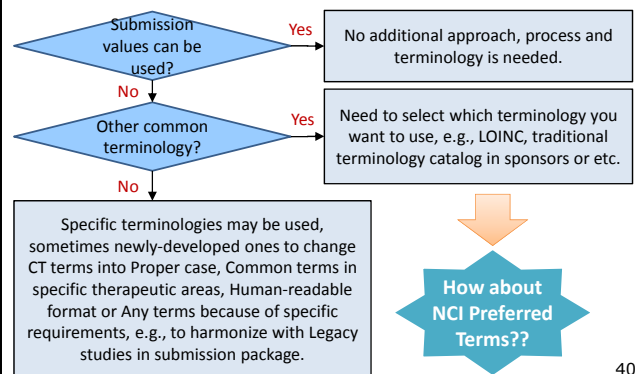 Submission
values can be
used?
Yes
No additional approach, process and
terminology is needed.
No
Other common
terminology?
Yes
Need to select which terminology you
want to use, e.g., LOINC, traditional
terminology catalog in sponsors or etc.
No
Specific terminologies may be used,
sometimes newly-developed ones to change
CT terms into Proper case, Common terms in
specific therapeutic areas, Human-readable
format or Any terms because of specific
requirements, e.g., to harmonize with Legacy
studies in submission package.
How about
NCI Preferred
Terms??
40